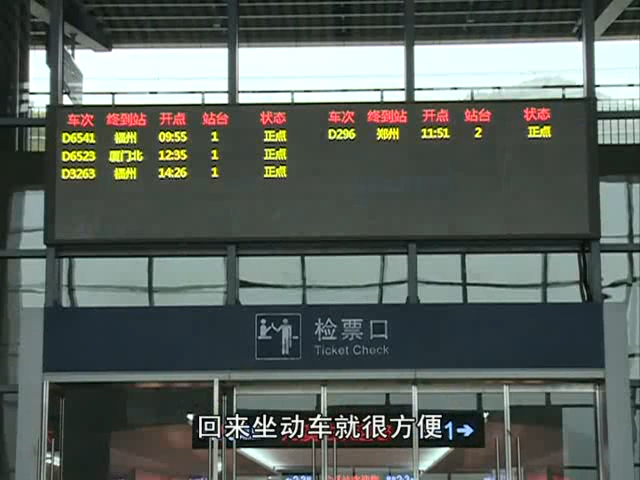 车次 终到站 开点 站台 状态 车次 终到站 开点 站台 状态
D6541 福州 09:55 1 正点 D296 郑州 11:51 2 正点
D6523 厦门北 12:35 1 正点
D3263 福州 14:26 1 正点
检票口
Ticket Check
回来坐动车就很方便
1→